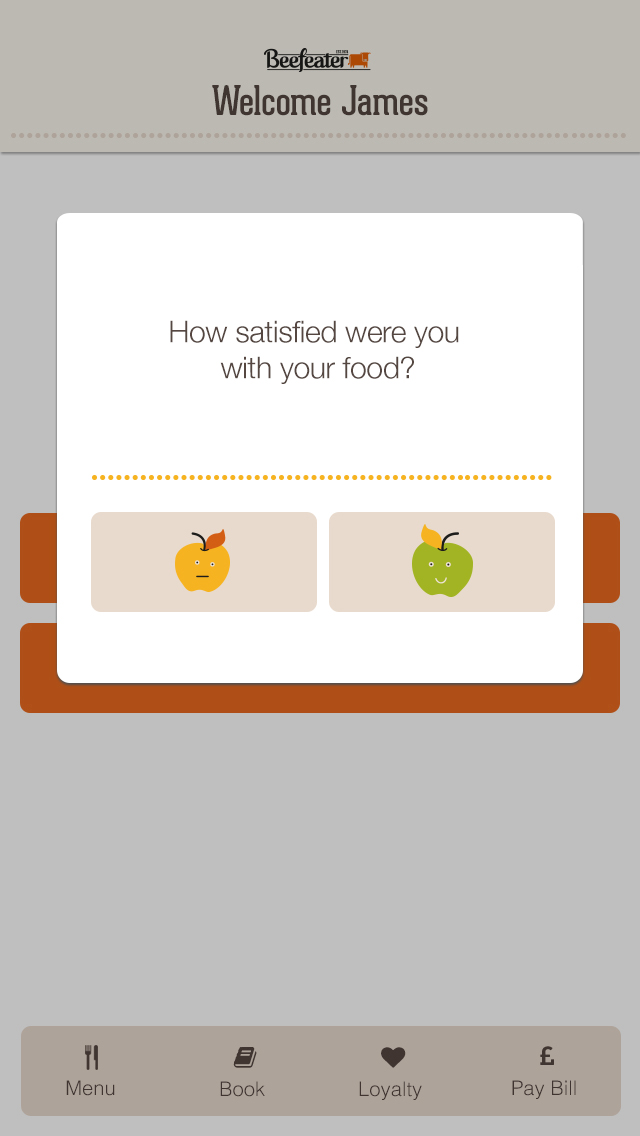 Beefeater
Welcome James
How satisfied were you
with your food?
Menu
Book
Loyalty
Pay Bill